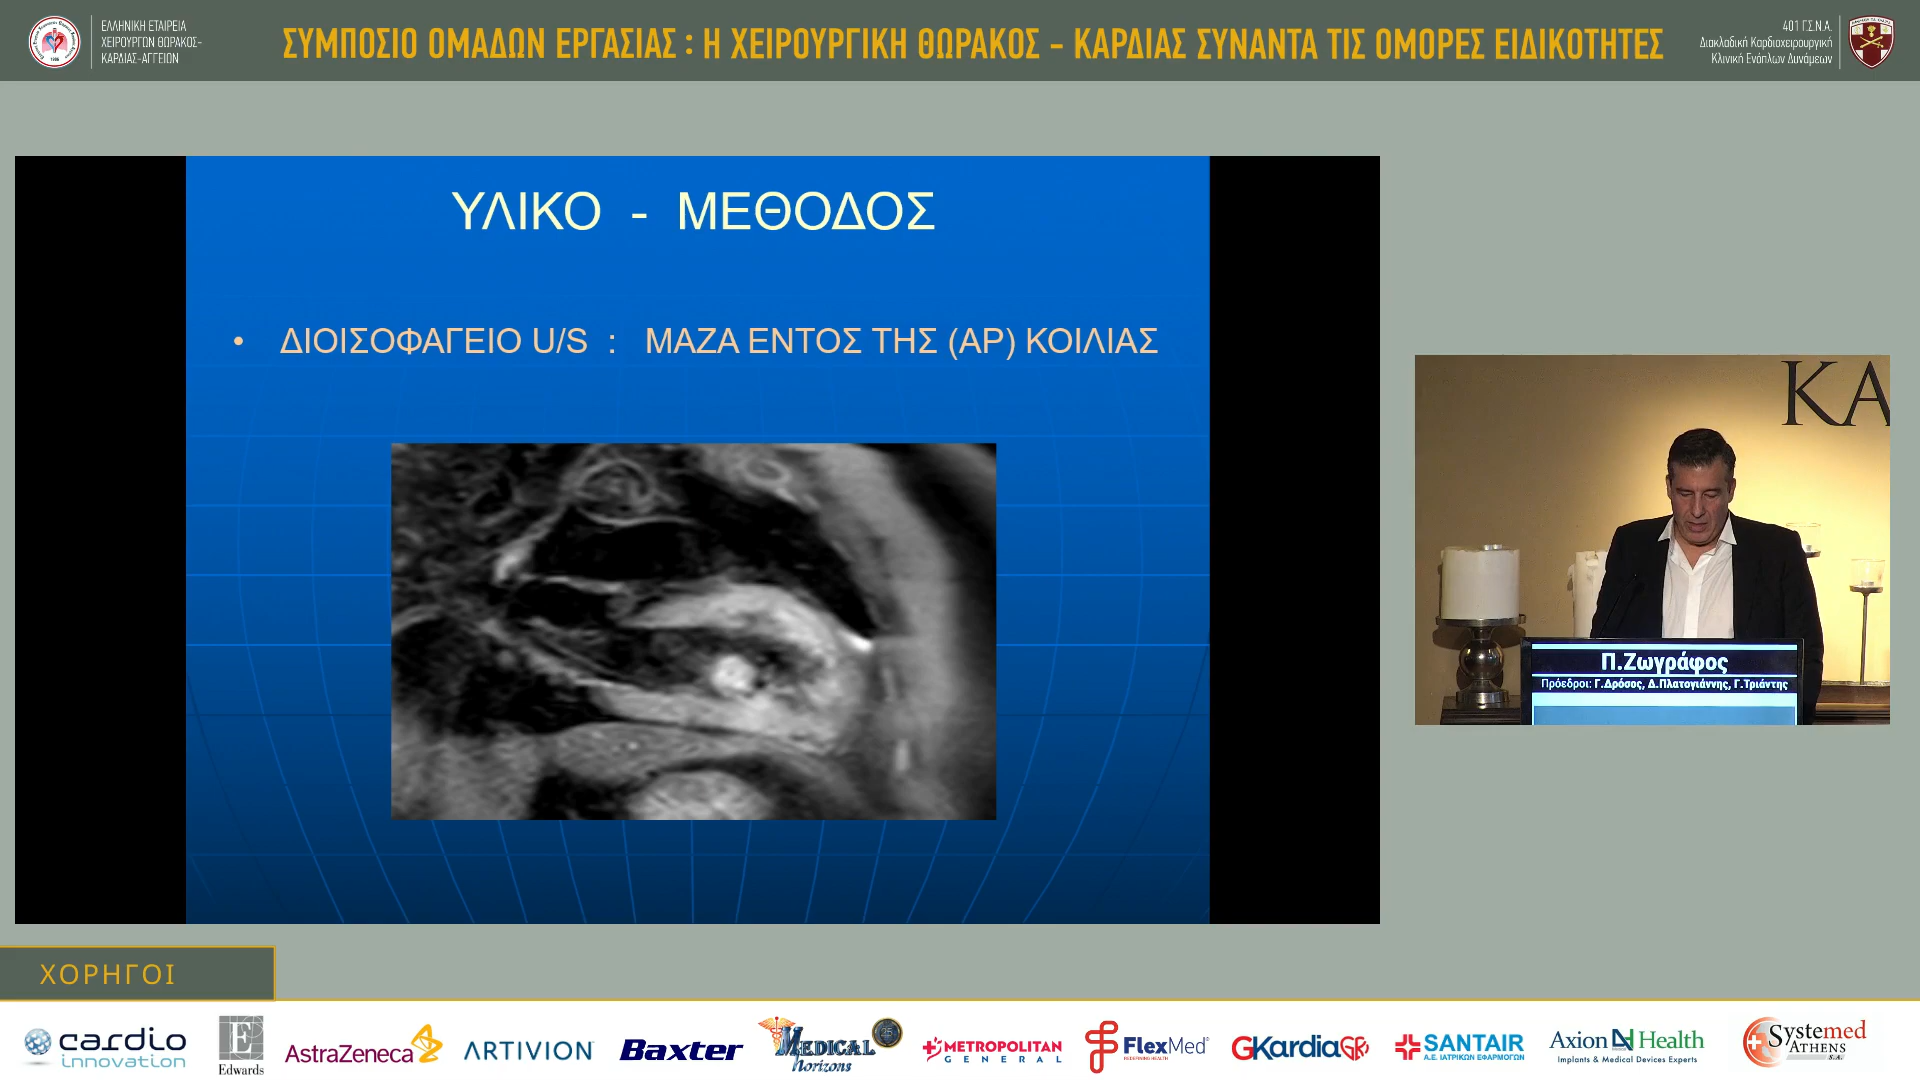 ΕΛΛΗΝΙΚΗ ΕΤΑΙΡΕΙΑ
ΧΕΙΡΟΥΡΓΩΝ ΘΩΡΑΚΟΣ-
ΚΑΡΔΙΑΣ-ΑΓΓΕΙΩΝ
ΣΥΜΠΟΣΙΟ ΟΜΑΔΩΝ ΕΡΓΑΣΙΑΣ : Η ΧΕΙΡΟΥΡΓΙΚΗ ΘΩΡΑΚΟΣ - ΚΑΡΔΙΑΣ ΣΥΝΑΝΤΑ ΤΙΣ ΟΜΟΡΕΣ ΕΙΔΙΚΟΤΗΤΕΣ
401 Γ.Σ.Ν.Α.
Διακλαδική Καρδιοχειρουργική
Κλινική Ενόπλων Δυνάμεων
ΥΛΙΚΟ - ΜΕΘΟΔΟΣ
• ΔΙΟΙΣΟΦΑΓΕΙΟ U/S : ΜΑΖΑ ΕΝΤΟΣ ΤΗΣ (ΑΡ) ΚΟΙΛΙΑΣ
ΚΑ
Π.Ζωγράφος
Πρόεδροι: Γ.Δρόσος, Δ.Πλατογιάννης, Γ.Τριάντης
ΧΟΡΗΓΟΙ
cardio
innovation
E
Edwards
AstraZeneca
ARTIVION
Baxter
MEDICAL
Horizons
METROPOLITAN
GENERAL
FlexMed
REDEFINING HEALTH
GKardiaGR
SANTAIR
Α.Ε. ΙΑΤΡΙΚΩΝ ΕΦΑΡΜΟΓΩΝ
Axion Health
Implants & Medical Devices Experts
Systemed
ATHENS
S.A.